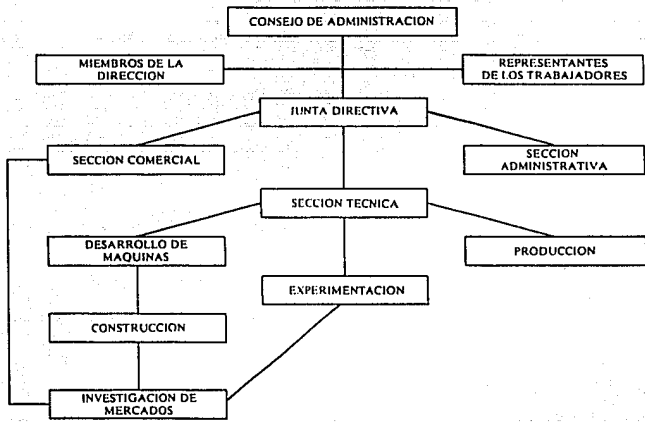 CONSEJO DE ADMINISTRACION
MIEMBROS DE LA
DIRECCION
REPRESENTANTES
DE LOS TRABAJADORES
JUNTA DIRECTIVA
SECCION COMERCIAL
SECCION
ADMINISTRATIVA
SECCION TECNICA
DESARROLLO DE
MAQUINAS
PRODUCCION
EXPERIMENTACION
CONSTRUCCION
INVESTIGACION DE
MERCADOS